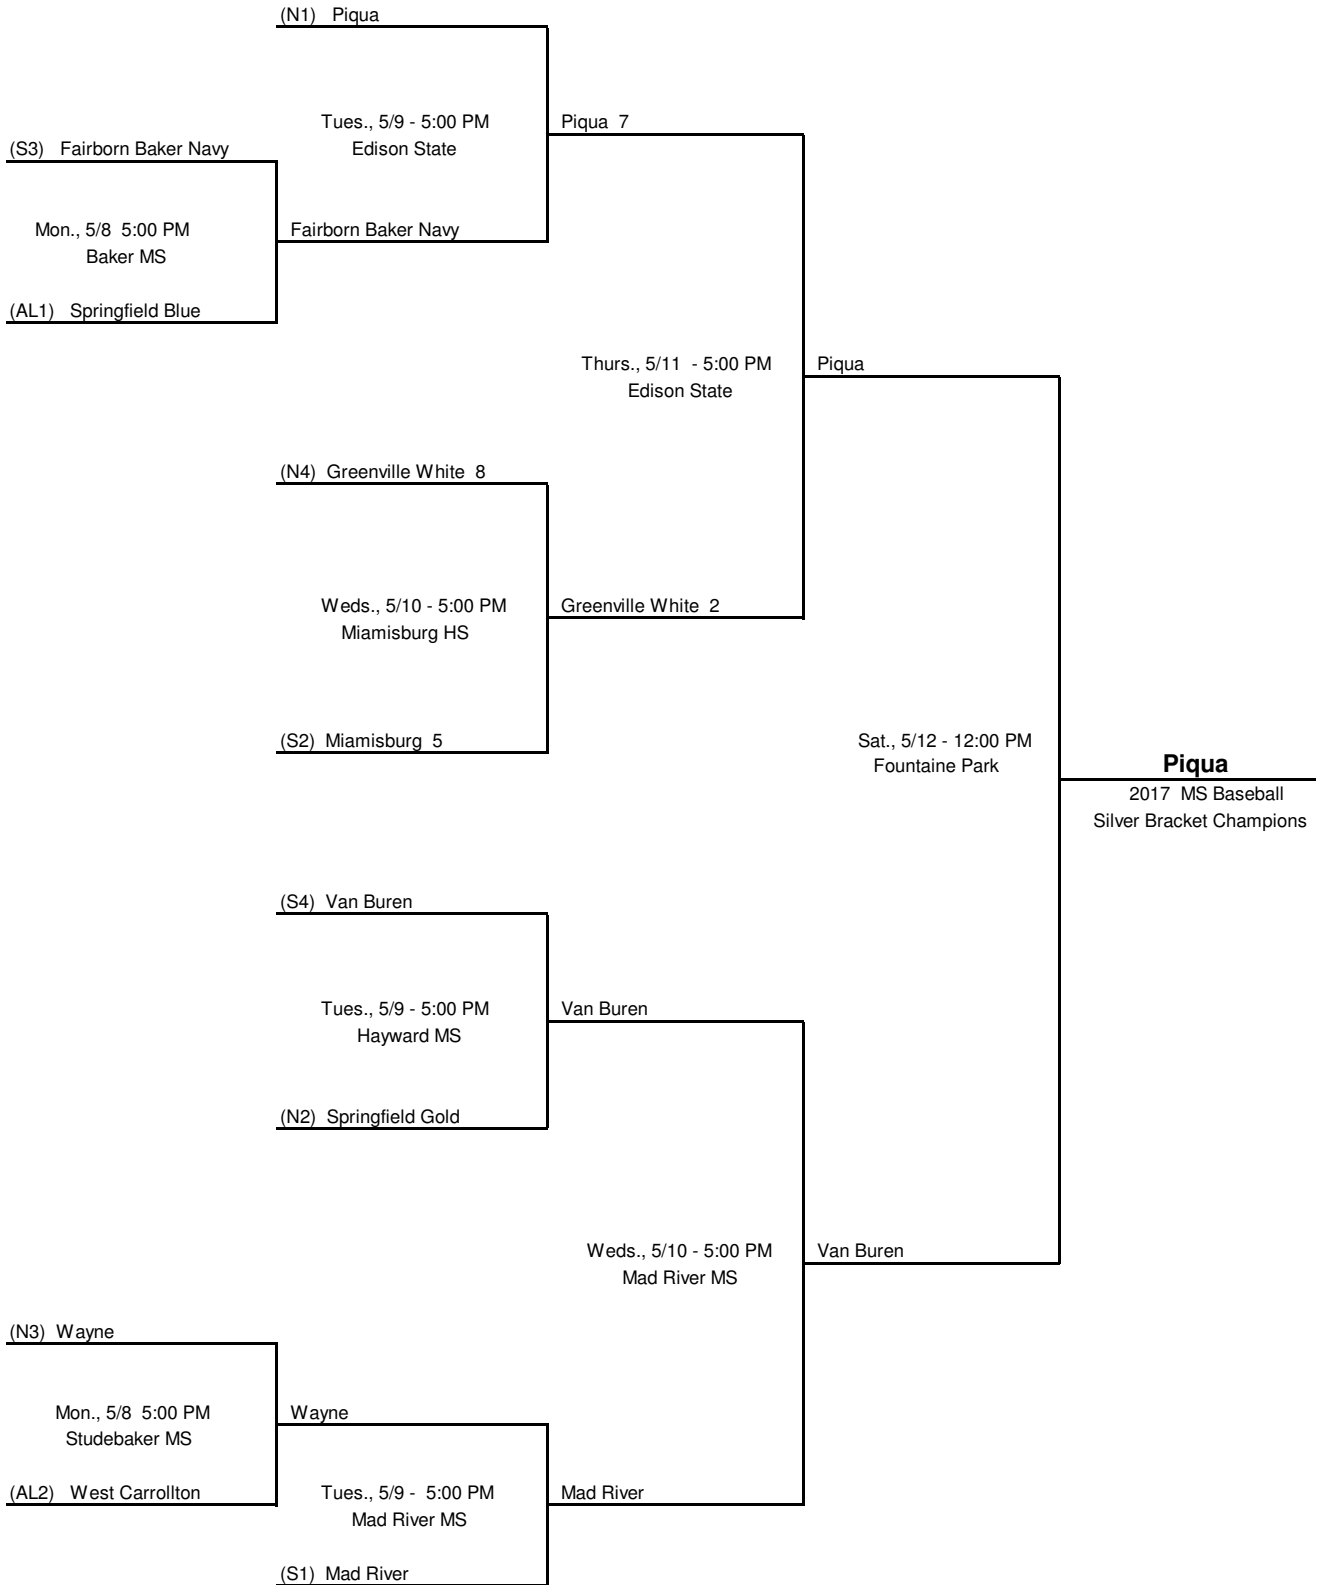 (N1) Piqua
Tues., 5/9 - 5:00 PM
Edison State
Piqua 7
(S3) Fairborn Baker Navy
Mon., 5/8 5:00 PM
Baker MS
Fairborn Baker Navy
(AL1) Springfield Blue
Thurs., 5/11 - 5:00 PM
Edison State
Piqua
(N4) Greenville White 8
Weds., 5/10 - 5:00 PM
Miamisburg HS
Greenville White 2
(S2) Miamisburg 5
Sat., 5/12 - 12:00 PM
Fountaine Park
Piqua
2017 MS Baseball
Silver Bracket Champions
(S4) Van Buren
Tues., 5/9 - 5:00 PM
Hayward MS
Van Buren
(N2) Springfield Gold
Weds., 5/10 - 5:00 PM
Mad River MS
Van Buren
(N3) Wayne
Mon., 5/8 5:00 PM
Studebaker MS
Wayne
(AL2) West Carrollton
Tues., 5/9 - 5:00 PM
Mad River MS
Mad River
(S1) Mad River